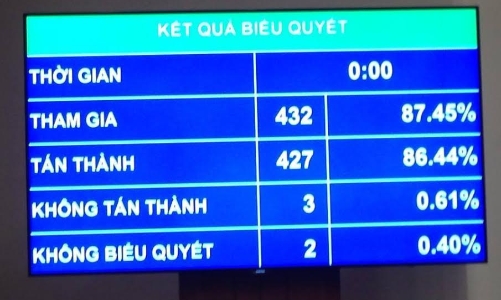 KẾT QUẢ BIỂU QUYẾT
THỜI GIAN 0:00
THAM GIA 432 87.45%
TÁN THÀNH 427 86.44%
KHÔNG TÁN THÀNH 3 0.61%
KHÔNG BIỂU QUYẾT 2 0.40%